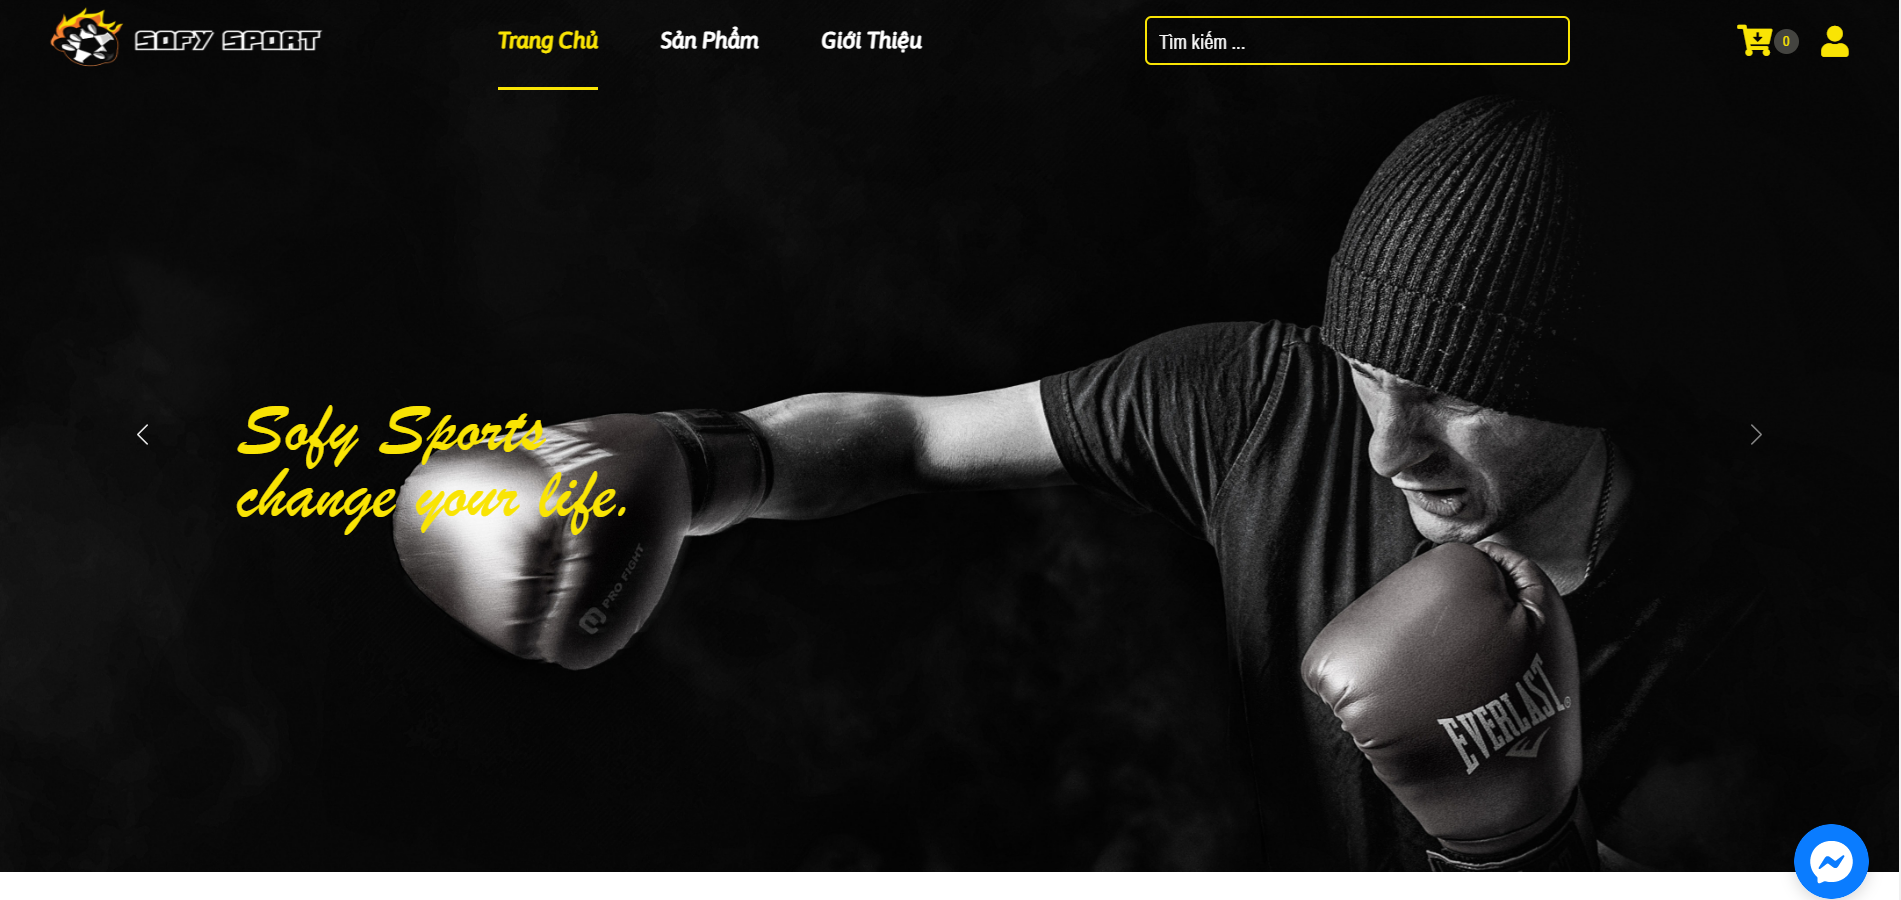 SOFY SPORT
Trang Chủ
Sản Phẩm
Giới Thiệu
Tìm kiếm ...
0
Sofy Sports
change your life.
PRO FIGHT
EVERLAST®